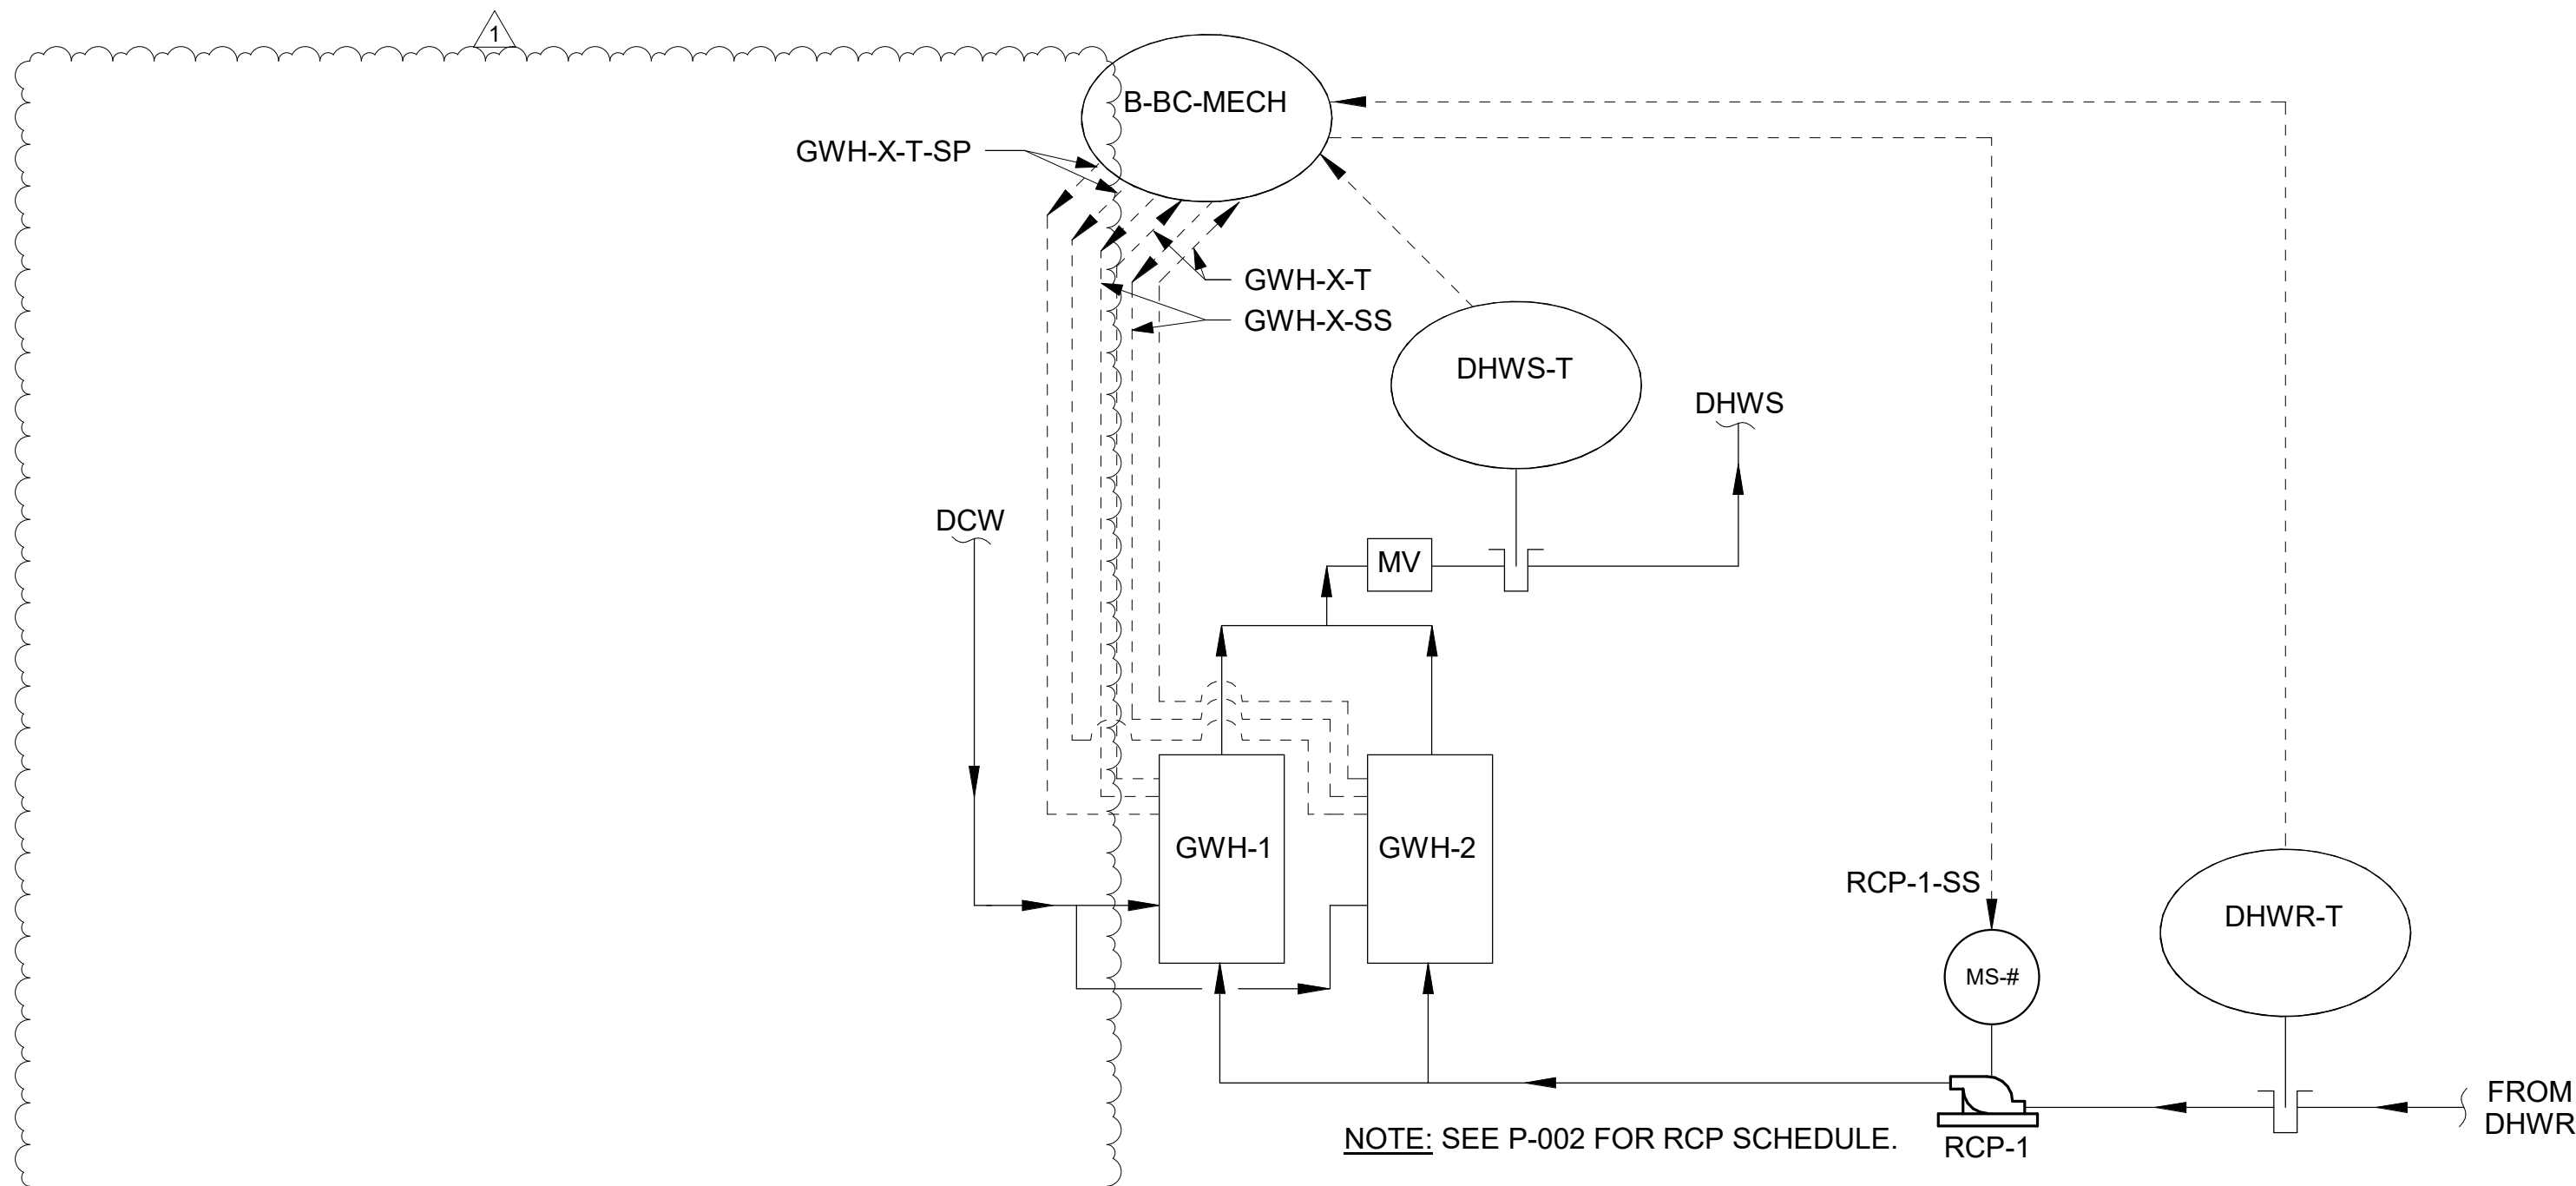 1
B-BC-MECH
GWH-X-T-SP
GWH-X-T
GWH-X-SS
DHWS-T
DHWS
DCW
MV
GWH-1
GWH-2
RCP-1-SS
DHWR-T
MS-#
FROM
DHWR
NOTE: SEE P-002 FOR RCP SCHEDULE.
RCP-1